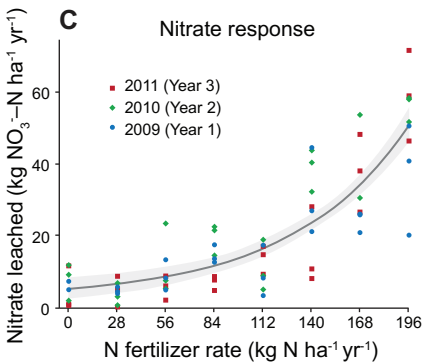 C
Nitrate response
2011 (Year 3)
2010 (Year 2)
2009 (Year 1)
Nitrate leached (kg NO₃⁻–N ha⁻¹ yr⁻¹)
60
40
20
0
0 28 56 84 112 140 168 196
N fertilizer rate (kg N ha⁻¹ yr⁻¹)